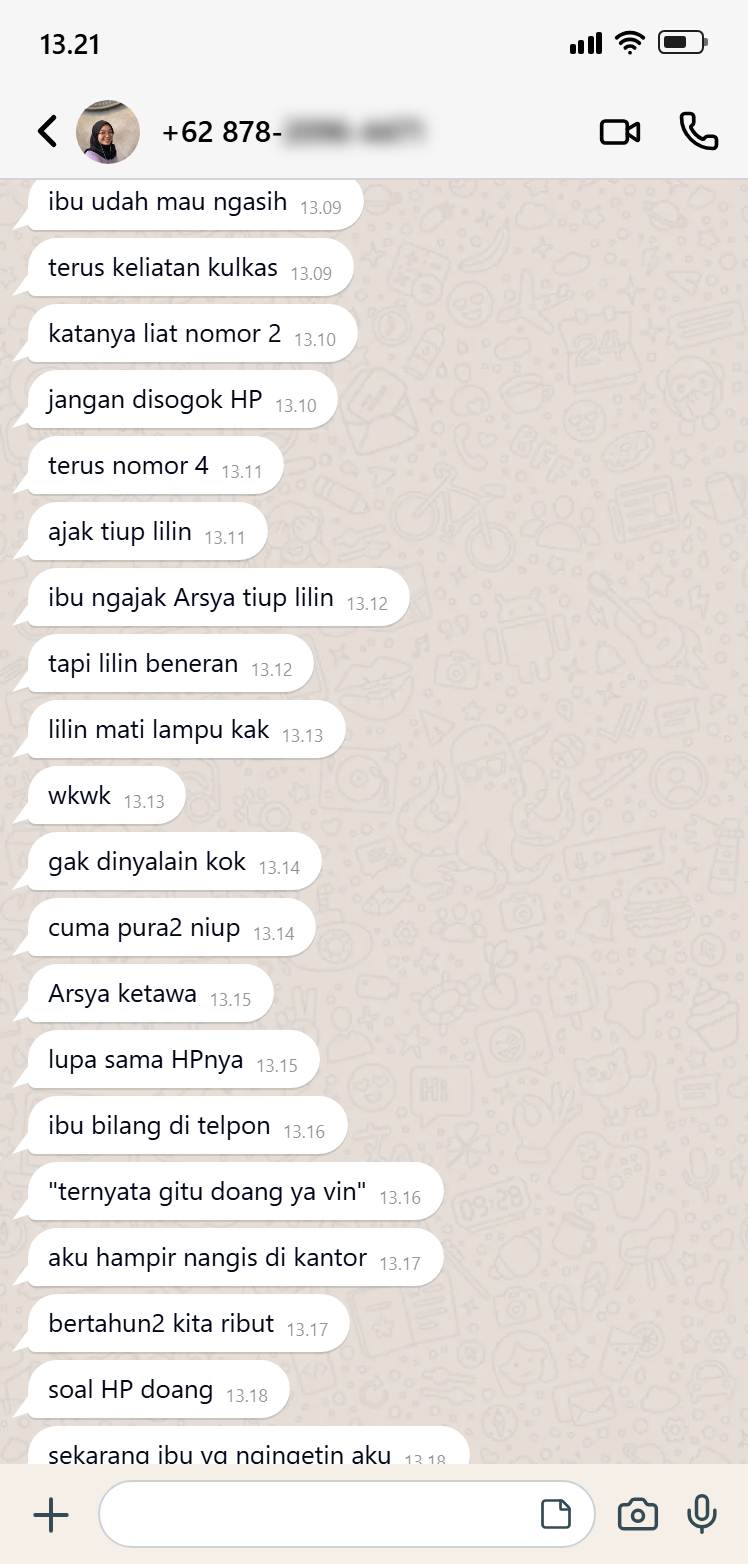 13.21
+62 878-
ibu udah mau ngasih 13.09
terus keliatan kulkas 13.09
katanya liat nomor 2 13.10
jangan disogok HP 13.10
terus nomor 4 13.11
ajak tiup lilin 13.11
ibu ngajak Arsya tiup lilin 13.12
tapi lilin beneran 13.12
lilin mati lampu kak 13.13
wkwk 13.13
gak dinyalain kok 13.14
cuma pura2 niup 13.14
Arsya ketawa 13.15
lupa sama HPnya 13.15
ibu bilang di telpon 13.16
"ternyata gitu doang ya vin" 13.16
aku hampir nangis di kantor 13.17
bertahun2 kita ribut 13.17
soal HP doang 13.18
sekarang ibu yg ngingetin aku 13.18